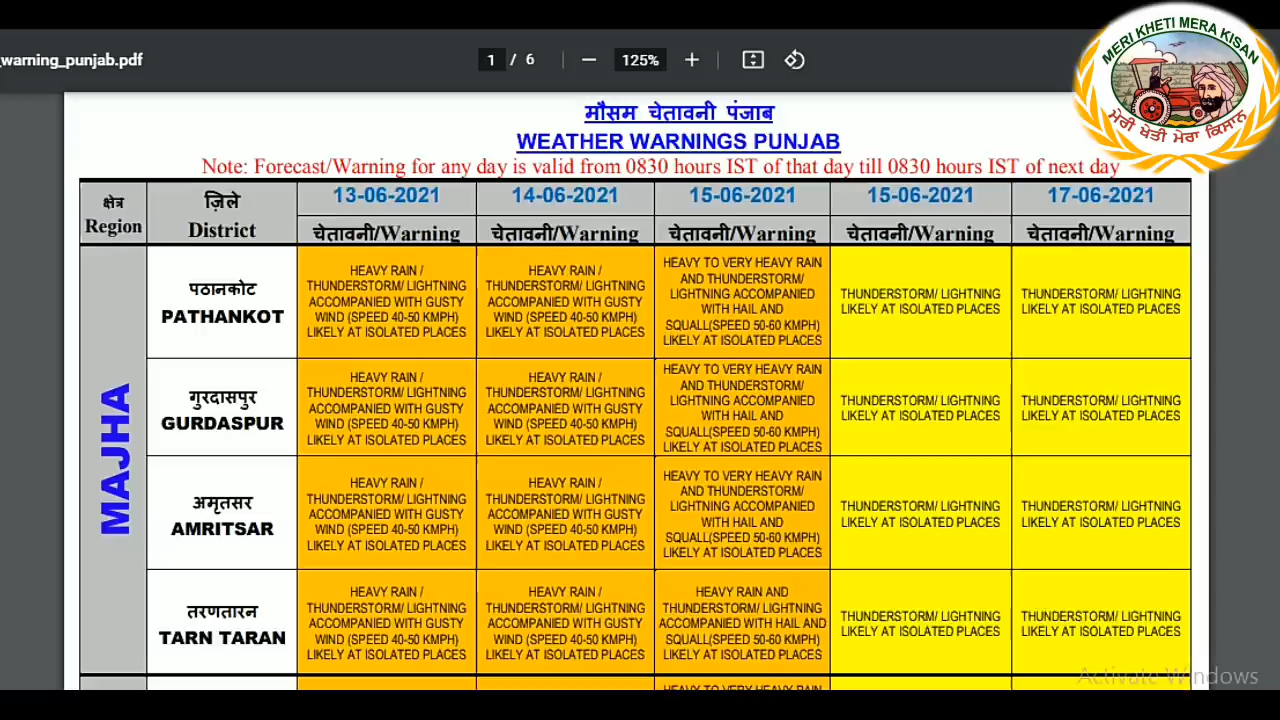 _warning_punjab.pdf
1 / 6
125%
MERI KHETI MERA KISAN
ਮੇਰੀ ਖੇਤੀ ਮੇਰਾ ਕਿਸਾਨ
मौसम चेतावनी पंजाब
WEATHER WARNINGS PUNJAB
Note: Forecast/Warning for any day is valid from 0830 hours IST of that day till 0830 hours IST of next day
क्षेत्र
Region
ज़िले
District
13-06-2021
14-06-2021
15-06-2021
15-06-2021
17-06-2021
चेतावनी/Warning
चेतावनी/Warning
चेतावनी/Warning
चेतावनी/Warning
चेतावनी/Warning
MAJHA
पठानकोट
PATHANKOT
HEAVY RAIN /
THUNDERSTORM/ LIGHTNING
ACCOMPANIED WITH GUSTY
WIND (SPEED 40-50 KMPH)
LIKELY AT ISOLATED PLACES
HEAVY RAIN /
THUNDERSTORM/ LIGHTNING
ACCOMPANIED WITH GUSTY
WIND (SPEED 40-50 KMPH)
LIKELY AT ISOLATED PLACES
HEAVY TO VERY HEAVY RAIN
AND THUNDERSTORM/
LIGHTNING ACCOMPANIED
WITH HAIL AND
SQUALL(SPEED 50-60 KMPH)
LIKELY AT ISOLATED PLACES
THUNDERSTORM/ LIGHTNING
LIKELY AT ISOLATED PLACES
THUNDERSTORM/ LIGHTNING
LIKELY AT ISOLATED PLACES
गुरदासपुर
GURDASPUR
HEAVY RAIN /
THUNDERSTORM/ LIGHTNING
ACCOMPANIED WITH GUSTY
WIND (SPEED 40-50 KMPH)
LIKELY AT ISOLATED PLACES
HEAVY RAIN /
THUNDERSTORM/ LIGHTNING
ACCOMPANIED WITH GUSTY
WIND (SPEED 40-50 KMPH)
LIKELY AT ISOLATED PLACES
HEAVY TO VERY HEAVY RAIN
AND THUNDERSTORM/
LIGHTNING ACCOMPANIED
WITH HAIL AND
SQUALL(SPEED 50-60 KMPH)
LIKELY AT ISOLATED PLACES
THUNDERSTORM/ LIGHTNING
LIKELY AT ISOLATED PLACES
THUNDERSTORM/ LIGHTNING
LIKELY AT ISOLATED PLACES
अमृतसर
AMRITSAR
HEAVY RAIN /
THUNDERSTORM/ LIGHTNING
ACCOMPANIED WITH GUSTY
WIND (SPEED 40-50 KMPH)
LIKELY AT ISOLATED PLACES
HEAVY RAIN /
THUNDERSTORM/ LIGHTNING
ACCOMPANIED WITH GUSTY
WIND (SPEED 40-50 KMPH)
LIKELY AT ISOLATED PLACES
HEAVY TO VERY HEAVY RAIN
AND THUNDERSTORM/
LIGHTNING ACCOMPANIED
WITH HAIL AND
SQUALL(SPEED 50-60 KMPH)
LIKELY AT ISOLATED PLACES
THUNDERSTORM/ LIGHTNING
LIKELY AT ISOLATED PLACES
THUNDERSTORM/ LIGHTNING
LIKELY AT ISOLATED PLACES
तरणतारन
TARN TARAN
HEAVY RAIN /
THUNDERSTORM/ LIGHTNING
ACCOMPANIED WITH GUSTY
WIND (SPEED 40-50 KMPH)
LIKELY AT ISOLATED PLACES
HEAVY RAIN /
THUNDERSTORM/ LIGHTNING
ACCOMPANIED WITH GUSTY
WIND (SPEED 40-50 KMPH)
LIKELY AT ISOLATED PLACES
HEAVY RAIN AND
THUNDERSTORM/ LIGHTNING
ACCOMPANIED WITH HAIL AND
SQUALL(SPEED 50-60 KMPH)
LIKELY AT ISOLATED PLACES
THUNDERSTORM/ LIGHTNING
LIKELY AT ISOLATED PLACES
THUNDERSTORM/ LIGHTNING
LIKELY AT ISOLATED PLACES
HEAVY TO VERY HEAVY RAIN
Activate Windows